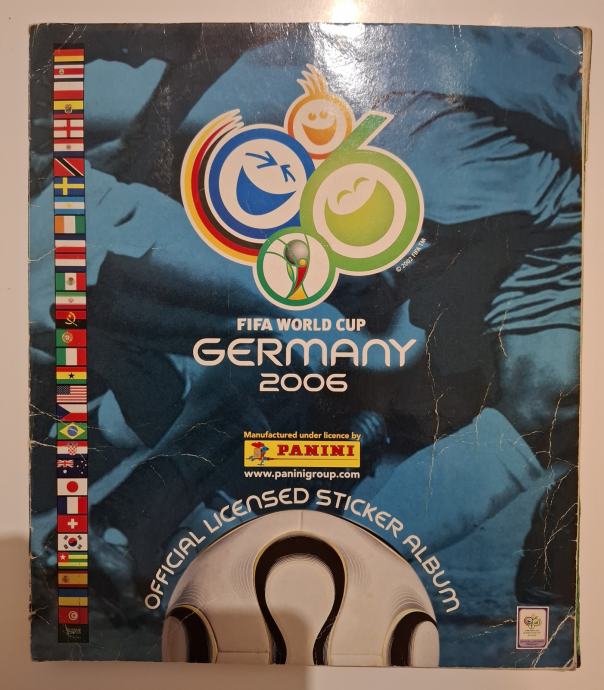 © 2002 FIFA TM
FIFA WORLD CUP
GERMANY
2006
Manufactured under licence by
PANINI
www.paninigroup.com
OFFICIAL LICENSED STICKER ALBUM